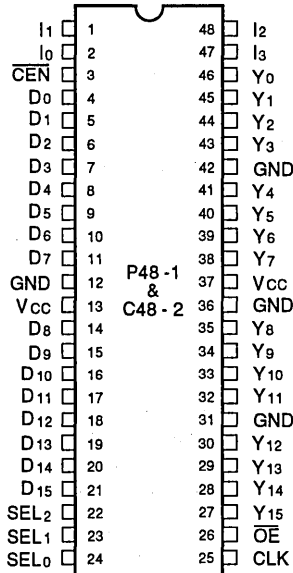 I1 1 48 I2
I0 2 47 I3
CEN 3 46 Y0
D0 4 45 Y1
D1 5 44 Y2
D2 6 43 Y3
D3 7 42 GND
D4 8 41 Y4
D5 9 40 Y5
D6 10 39 Y6
D7 11 38 Y7
GND 12 P48-1 37 VCC
& 
VCC 13 C48-2 36 GND
D8 14 35 Y8
D9 15 34 Y9
D10 16 33 Y10
D11 17 32 Y11
D12 18 31 GND
D13 19 30 Y12
D14 20 29 Y13
D15 21 28 Y14
SEL2 22 27 Y15
SEL1 23 26 OE
SEL0 24 25 CLK